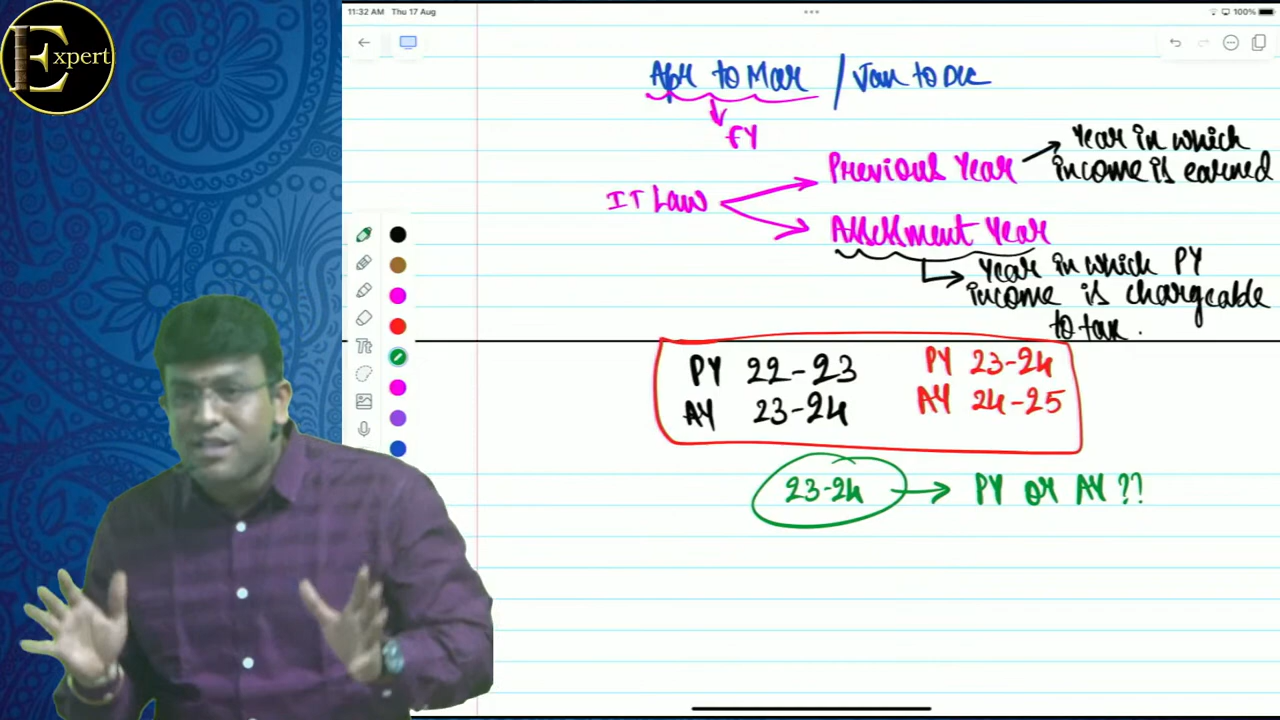 Expert
11:32 AM Thu 17 Aug
100%
Apr to Mar / Jan to Dec
FY
IT Law
Previous Year
Year in which
income is earned
Assessment Year
Year in which PY
income is chargeable
to tax.
PY 22-23
AY 23-24
PY 23-24
AY 24-25
23-24
PY or AY ??
Tt